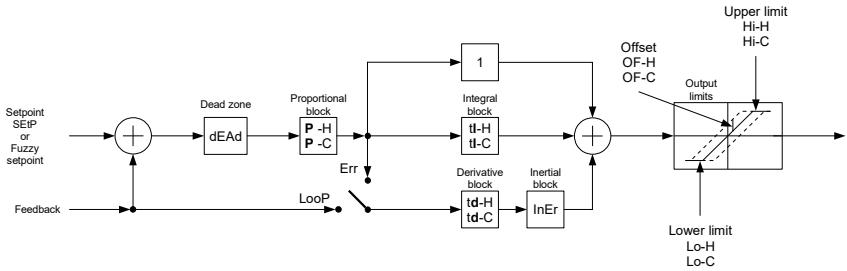 Upper limit
Hi-H
Hi-C
Offset
OF-H
OF-C
Output
limits
1
Setpoint
SEtP
or
Fuzzy
setpoint
Dead zone
dEAd
Proportional
block
P -H
P -C
Integral
block
tI-H
tI-C
Err
LooP
Feedback
Derivative
block
td-H
td-C
Inertial
block
InEr
Lower limit
Lo-H
Lo-C